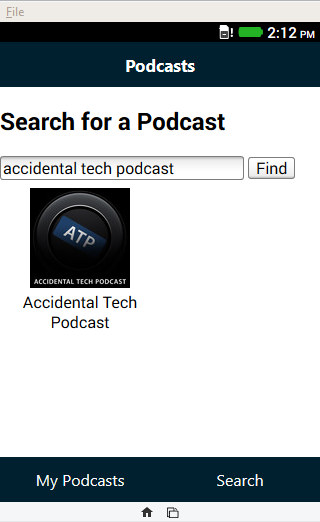 File
2:12 PM
Podcasts
Search for a Podcast
accidental tech podcast Find
ATP
ACCIDENTAL TECH PODCAST
Accidental Tech
Podcast
My Podcasts Search